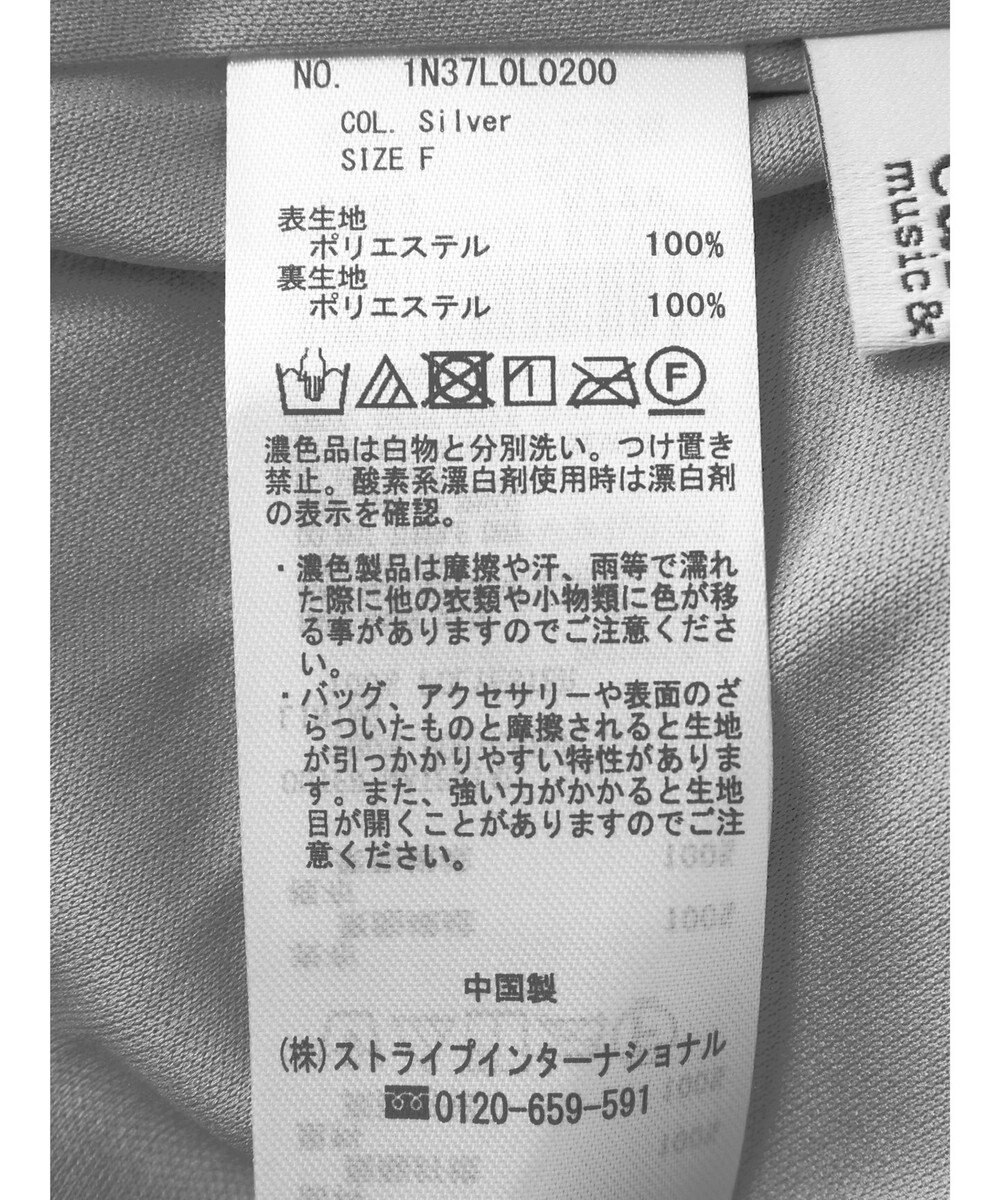 NO. 1N37L0L0200
COL. Silver
SIZE F
表生地
ポリエステル 100%
裏生地
ポリエステル 100%
F
濃色品は白物と分別洗い。つけ置き
禁止。酸素系漂白剤使用時は漂白剤
の表示を確認。
・濃色製品は摩擦や汗、雨等で濡れ
た際に他の衣類や小物類に色が移
る事がありますのでご注意くださ
い。
・バッグ、アクセサリーや表面のざ
らついたものと摩擦されると生地
が引っかかりやすい特性がありま
す。また、強い力がかかると生地
目が開くことがありますのでご注
意ください。
中国製
(株)ストライプインターナショナル
0120-659-591
music &